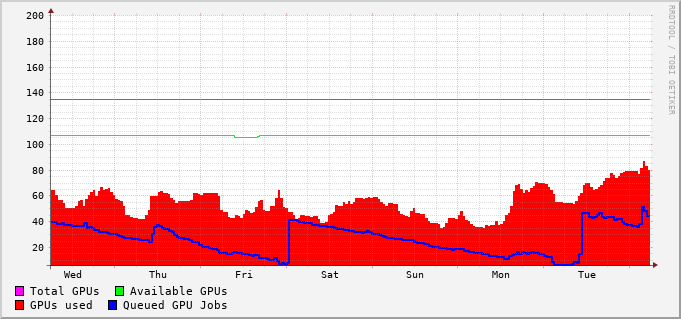 200
180
160
140
120
100
80
60
40
20
Wed Thu Fri Sat Sun Mon Tue
Total GPUs Available GPUs
GPUs used Queued GPU Jobs
RRDTOOL / TOBI OETIKER